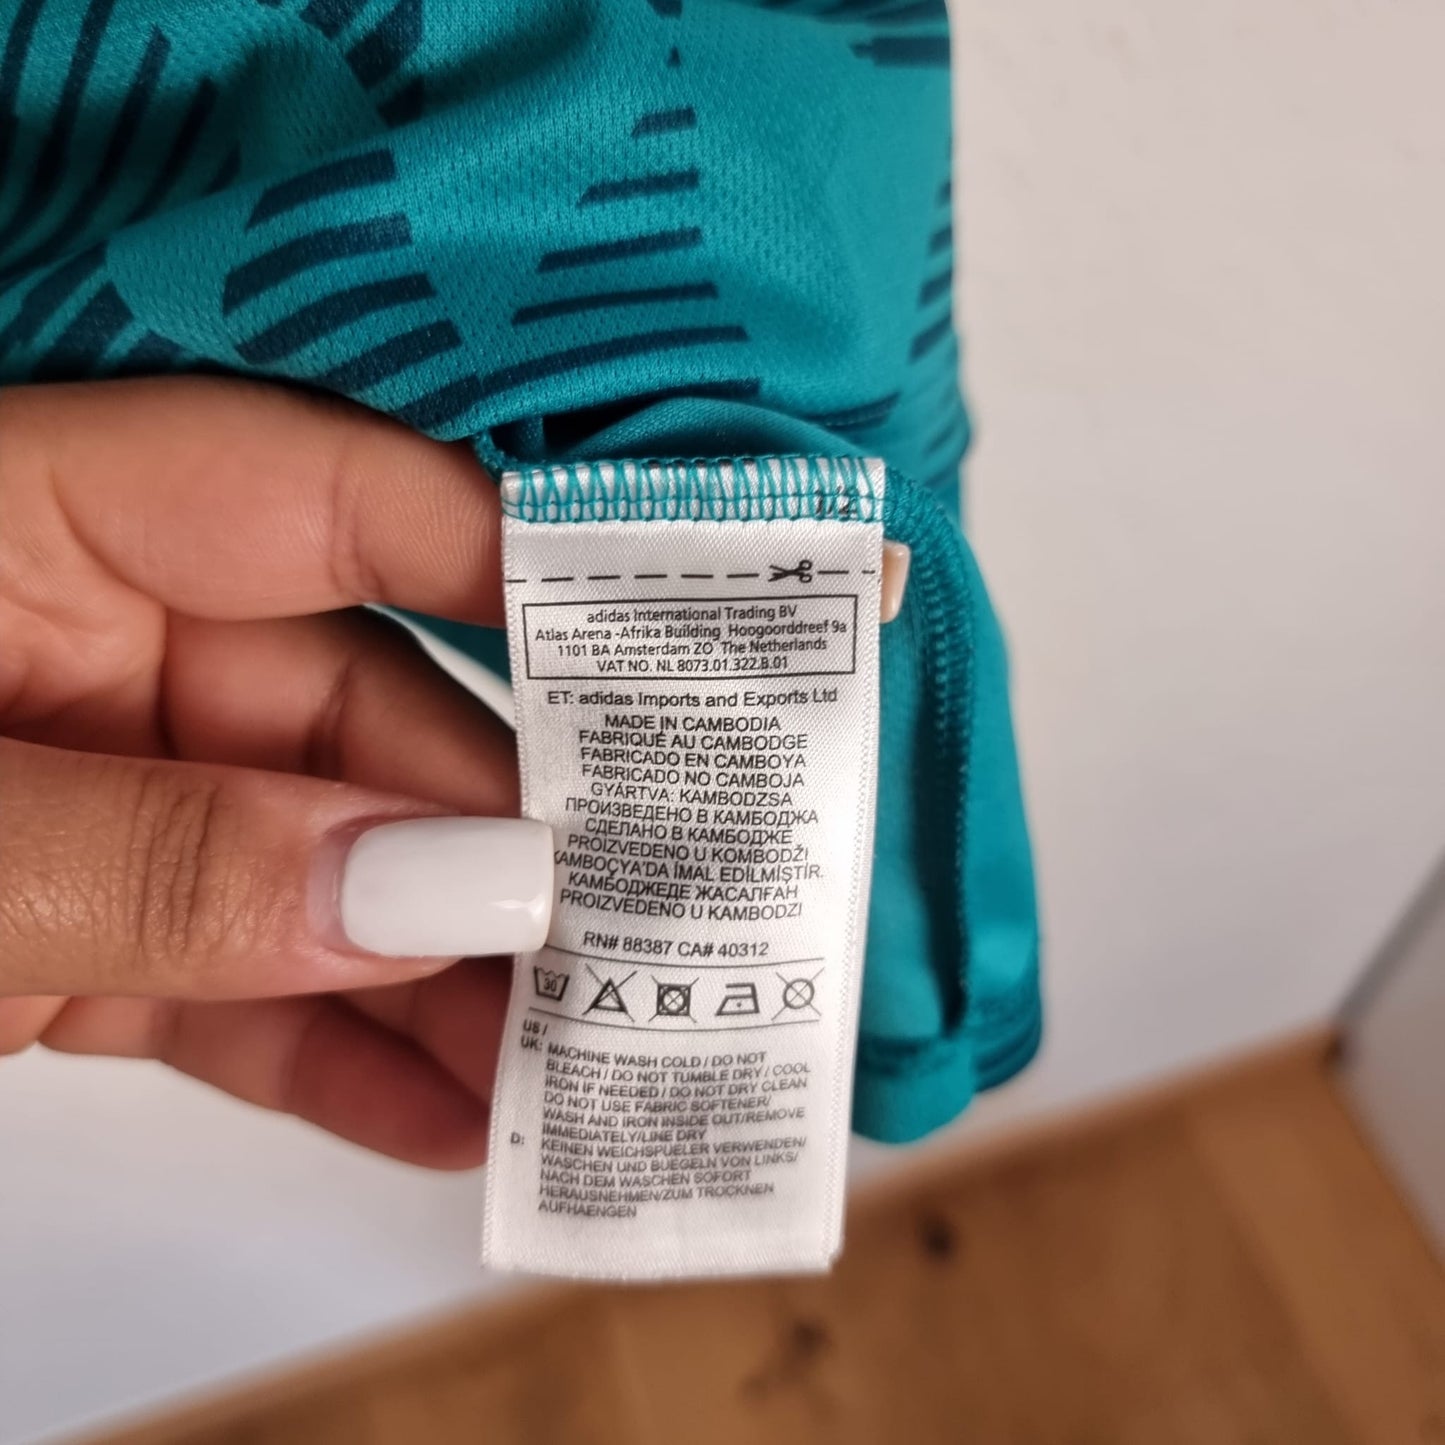 1/2
adidas International Trading BV
Atlas Arena -Afrika Building Hoogoorddreef 9a
1101 BA Amsterdam ZO The Netherlands
VAT NO. NL 8073.01.322.B.01
ET: adidas Imports and Exports Ltd
MADE IN CAMBODIA
FABRIQUÉ AU CAMBODGE
FABRICADO EN CAMBOYA
FABRICADO NO CAMBOJA
GYÁRTVA: KAMBODZSA
ПРОИЗВЕДЕНО В КАМБОДЖА
СДЕЛАНО В КАМБОДЖЕ
PROIZVEDENO U KOMBODŽI
KAMBOÇYA'DA İMAL EDİLMİŞTİR.
КАМБОДЖЕДЕ ЖАСАЛҒАН
PROIZVEDENO U KAMBODZI
RN# 88387 CA# 40312
30
US /
UK: MACHINE WASH COLD / DO NOT
BLEACH / DO NOT TUMBLE DRY / COOL
IRON IF NEEDED / DO NOT DRY CLEAN
DO NOT USE FABRIC SOFTENER/
WASH AND IRON INSIDE OUT/REMOVE
IMMEDIATELY/LINE DRY
D: KEINEN WEICHSPUELER VERWENDEN/
WASCHEN UND BUEGELN VON LINKS/
NACH DEM WASCHEN SOFORT
HERAUSNEHMEN/ZUM TROCKNEN
AUFHAENGEN